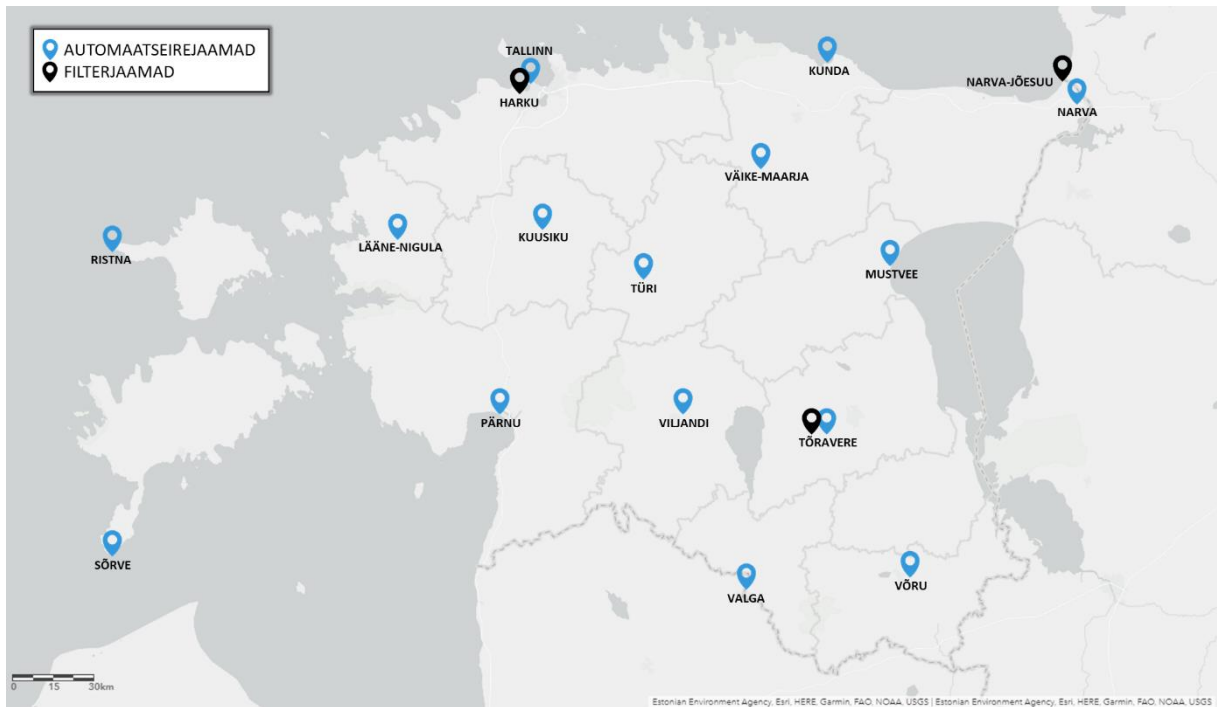 AUTOMAATSEIREJAAMAD
FILTERJAAMAD
TALLINN
HARKU
KUNDA
NARVA-JÕESUU
NARVA
VÄIKE-MAARJA
RISTNA
LÄÄNE-NIGULA
KUUSIKU
TÜRI
MUSTVEE
PÄRNU
VILJANDI
TÕRAVERE
SÕRVE
VALGA
VÕRU
0 15 30km
Estonian Environment Agency, Esri, HERE, Garmin, FAO, NOAA, USGS | Estonian Environment Agency, Esri, HERE, Garmin, FAO, NOAA, USGS